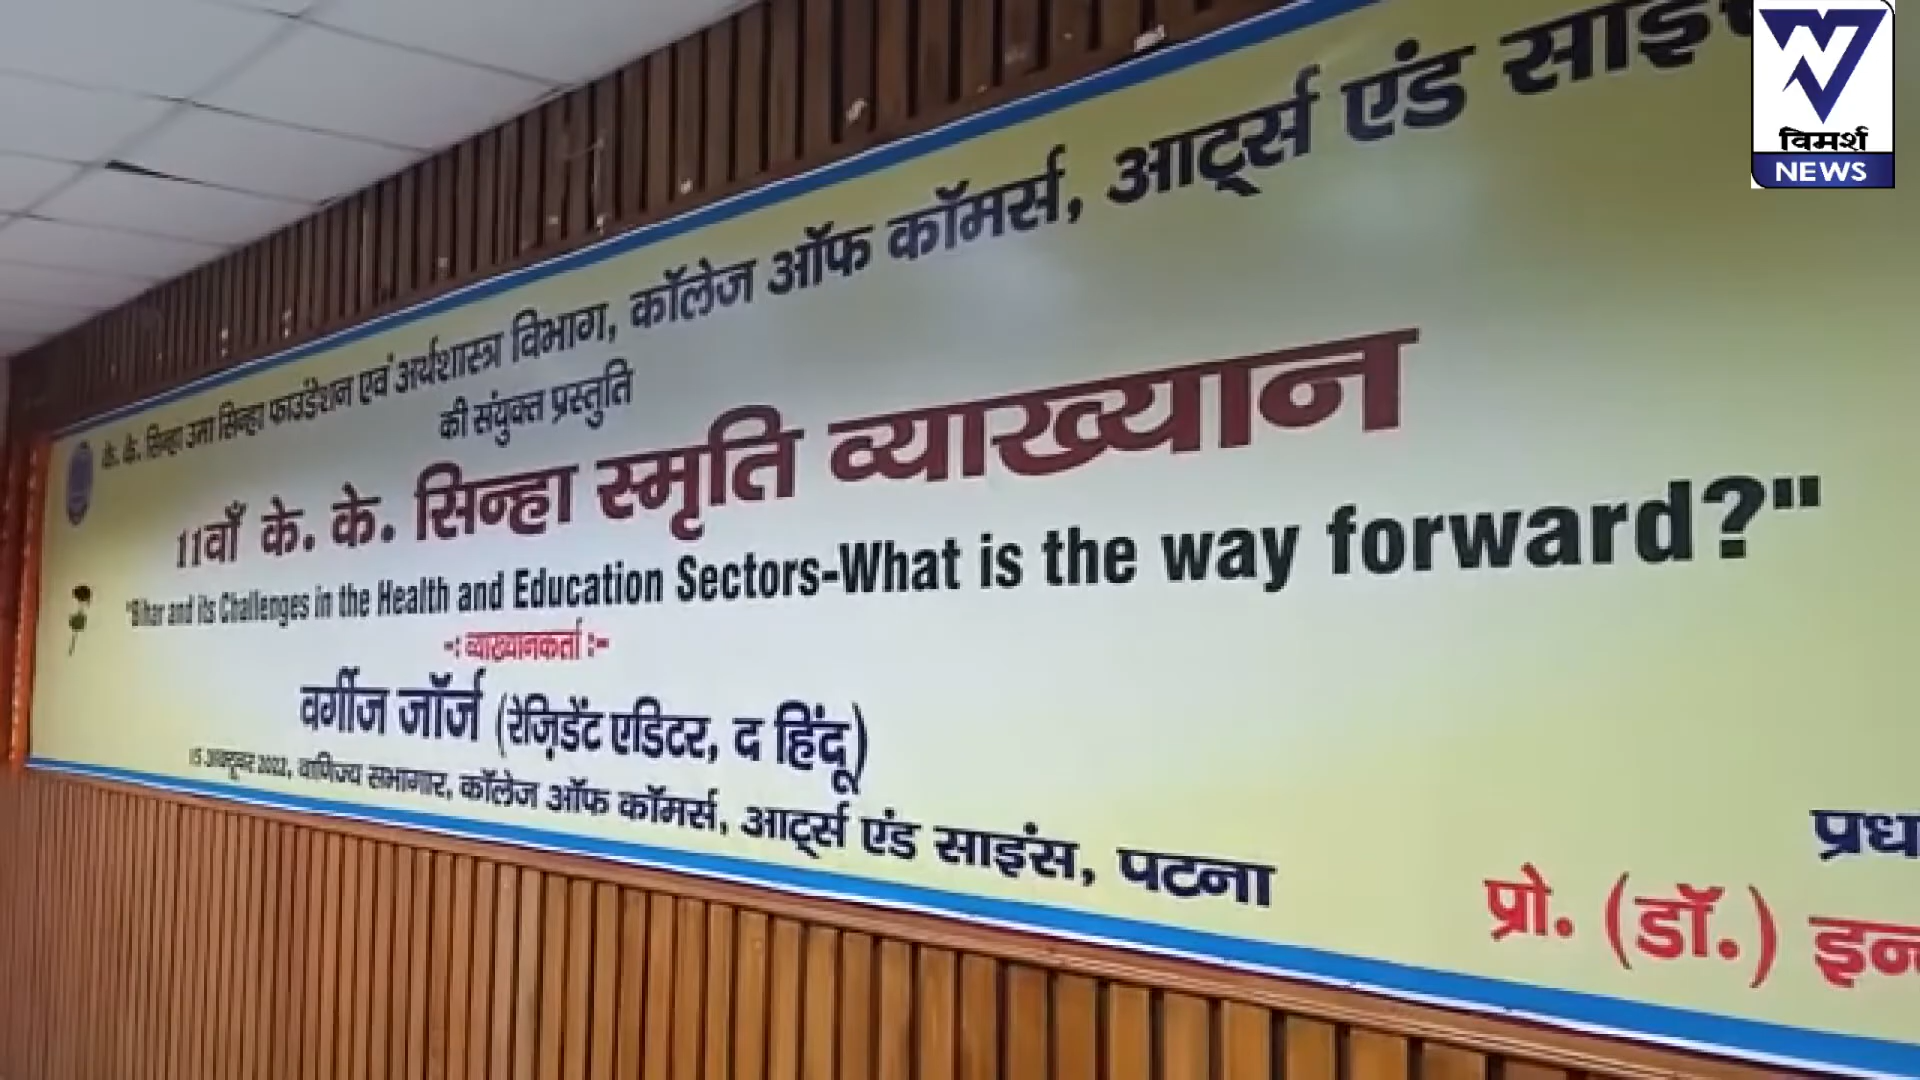 के. के. सिन्हा उमा सिन्हा फाउंडेशन एवं अर्थशास्त्र विभाग, कॉलेज ऑफ कॉमर्स, आर्ट्स एंड
की संयुक्त प्रस्तुति
11वाँ के. के. सिन्हा स्मृति व्याख्यान
"Bihar and its Challenges in the Health and Education Sectors-What is the way forward?"
-: व्याख्यानकर्ता :-
वर्गीज जॉर्ज (रेज़िडेंट एडिटर, द हिंदू)
15 अक्टूबर 2022, वाणिज्य सभागार, कॉलेज ऑफ कॉमर्स, आर्ट्स एंड साइंस, पटना
प्रो. (डॉ.)
विमर्श
NEWS